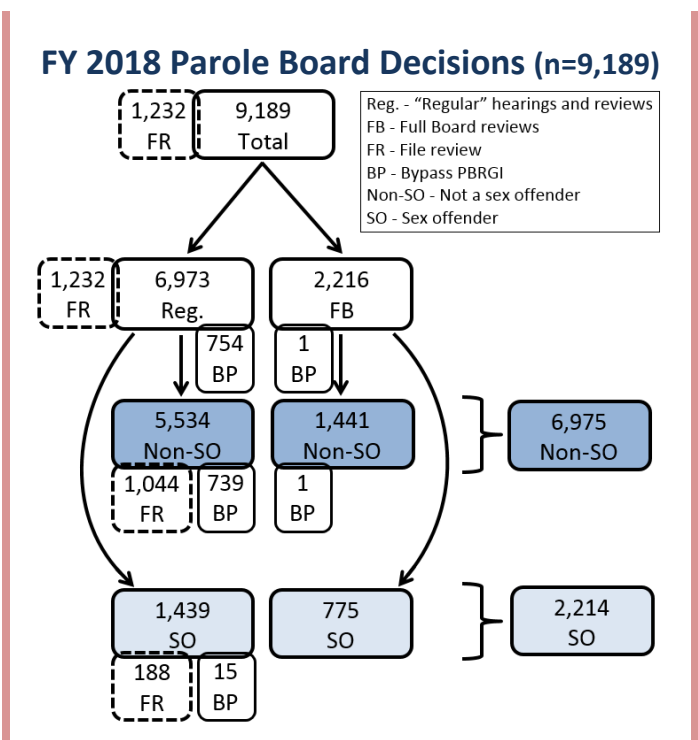 FY 2018 Parole Board Decisions (n=9,189)
1,232
FR
9,189
Total
Reg. - “Regular” hearings and reviews
FB - Full Board reviews
FR - File review
BP - Bypass PBRGI
Non-SO - Not a sex offender
SO - Sex offender
1,232
FR
6,973
Reg.
2,216
FB
754
BP
1
BP
5,534
Non-SO
1,441
Non-SO
6,975
Non-SO
1,044
FR
739
BP
1
BP
1,439
SO
775
SO
2,214
SO
188
FR
15
BP